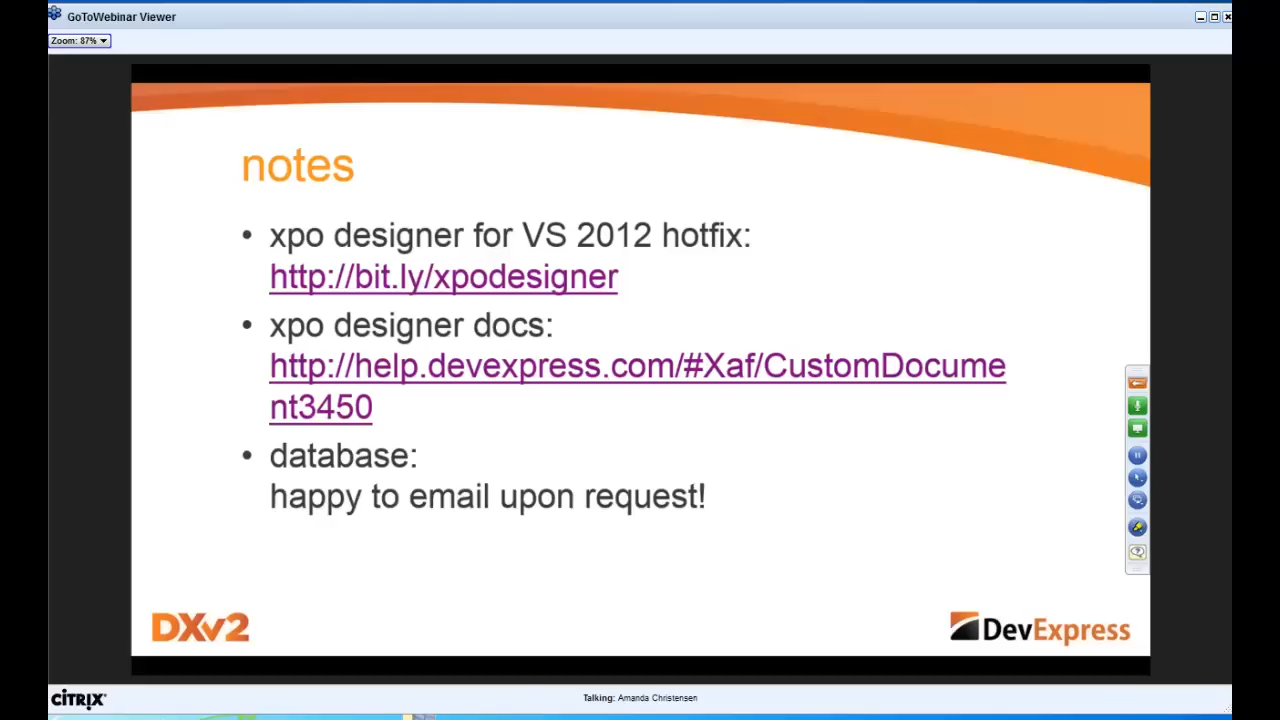 GoToWebinar Viewer
Zoom: 87%
notes
• xpo designer for VS 2012 hotfix:
http://bit.ly/xpodesigner
• xpo designer docs:
http://help.devexpress.com/#Xaf/CustomDocume
nt3450
• database:
happy to email upon request!
DXv2
DevExpress
CITRIX
Talking: Amanda Christensen